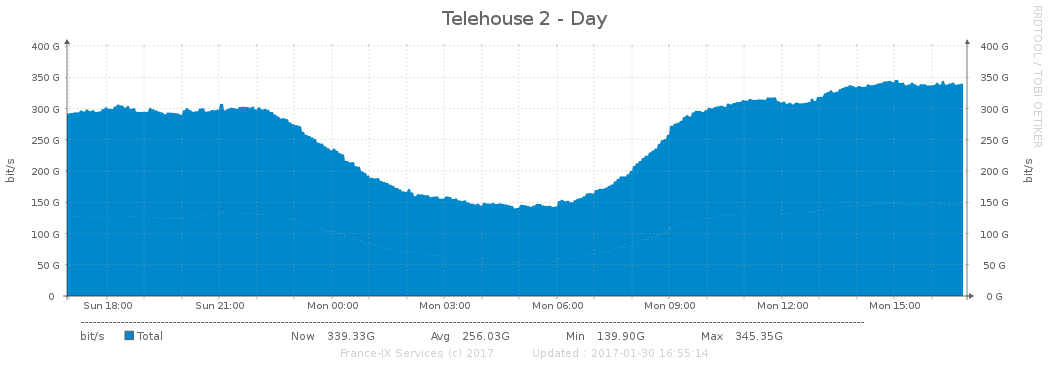 Telehouse 2 - Day
RRDTOOL / TOBI OETIKER
400 G 400 G
350 G 350 G
300 G 300 G
250 G 250 G
200 G 200 G
150 G 150 G
100 G 100 G
50 G 50 G
0 0 G
bit/s bit/s
Sun 18:00 Sun 21:00 Mon 00:00 Mon 03:00 Mon 06:00 Mon 09:00 Mon 12:00 Mon 15:00
bit/s Total Now 339.33G Avg 256.03G Min 139.90G Max 345.35G
France-IX Services (c) 2017 Updated : 2017-01-30 16:55:14